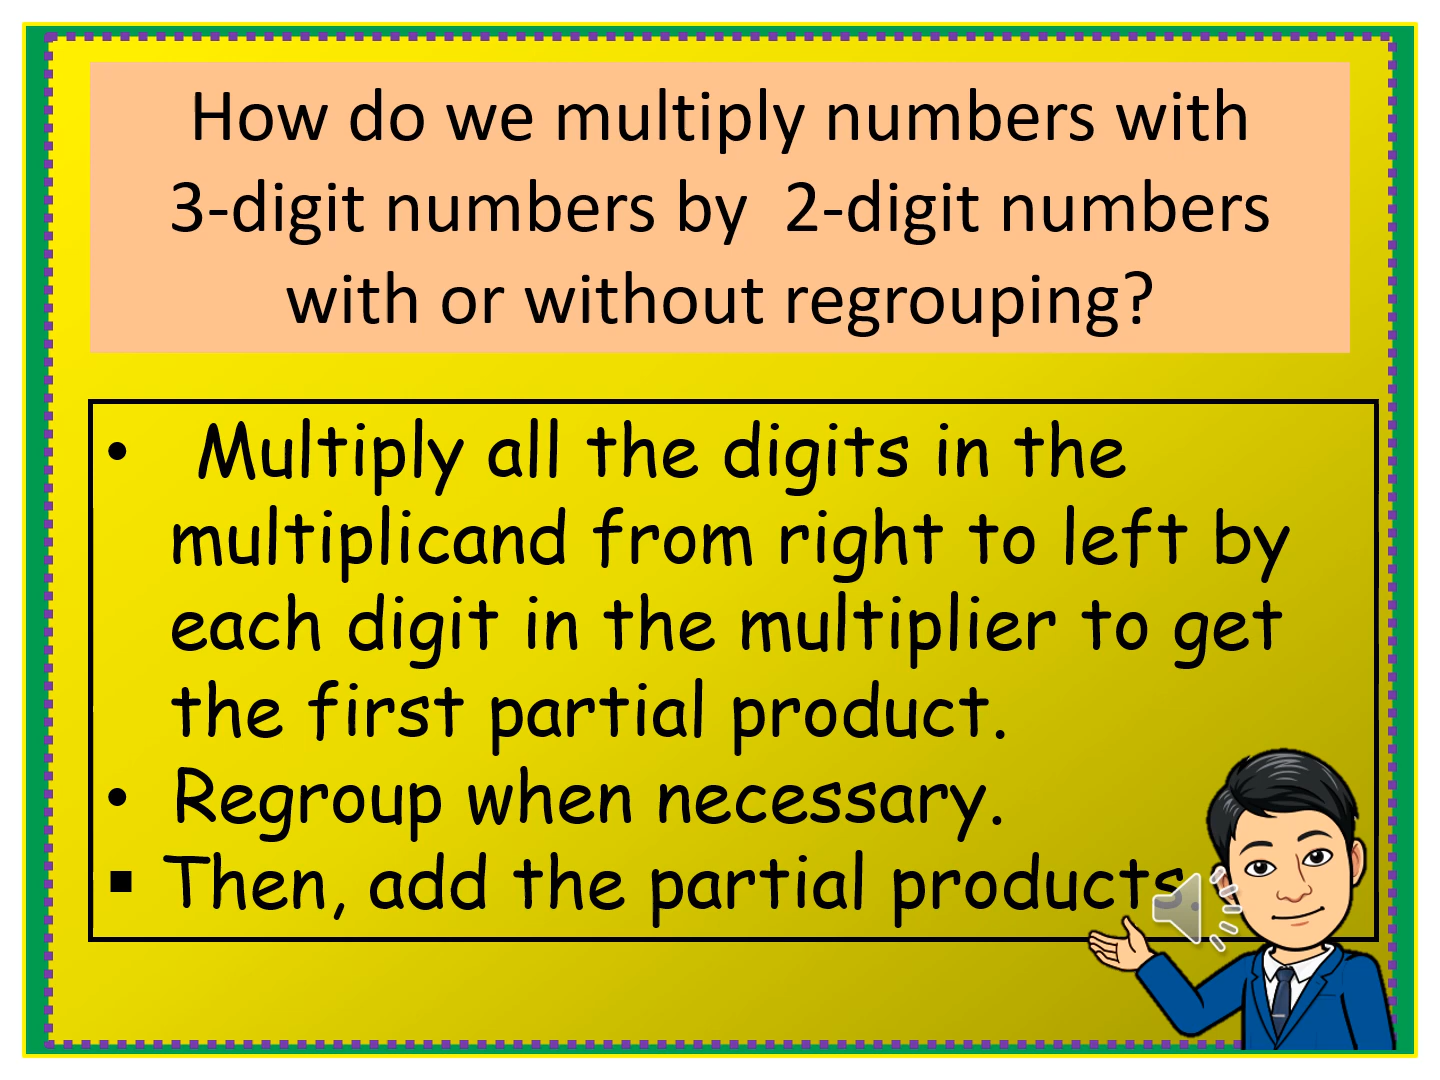 How do we multiply numbers with
3-digit numbers by 2-digit numbers
with or without regrouping?
• Multiply all the digits in the
multiplicand from right to left by
each digit in the multiplier to get
the first partial product.
• Regroup when necessary.
▪ Then, add the partial products.